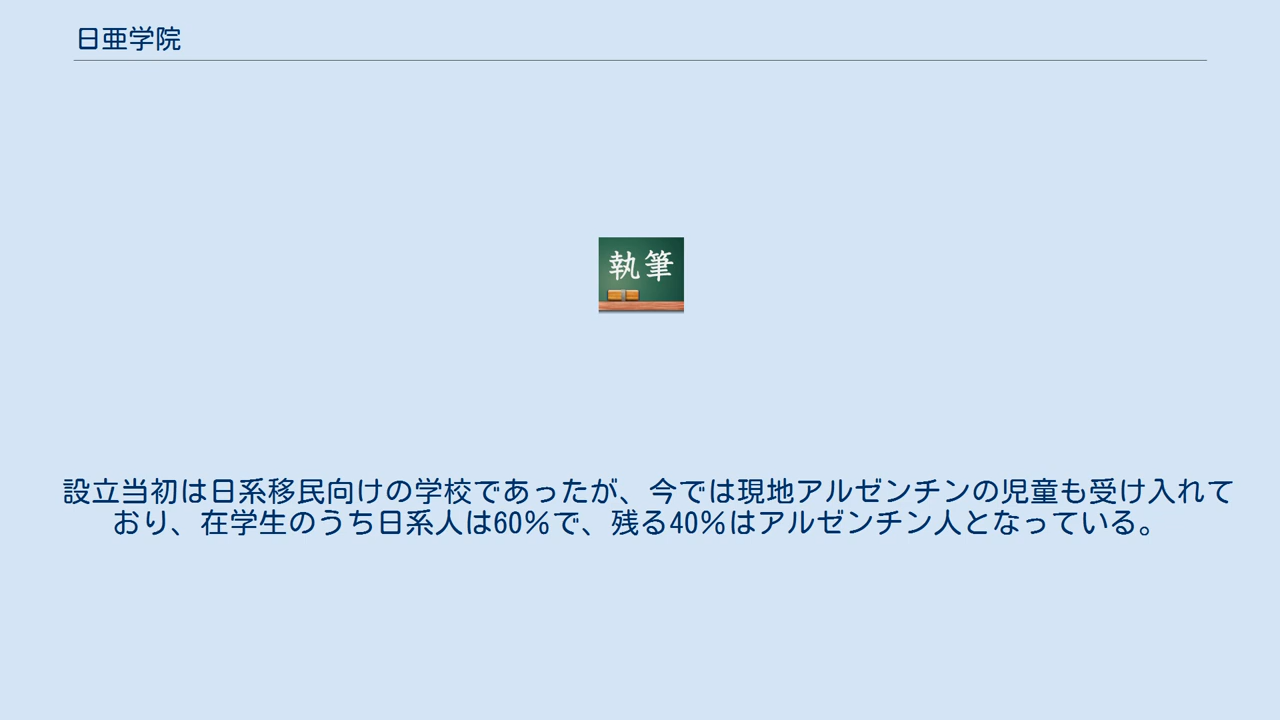 日亜学院
執筆
設立当初は日系移民向けの学校であったが、今では現地アルゼンチンの児童も受け入れて
おり、在学生のうち日系人は60％で、残る40％はアルゼンチン人となっている。